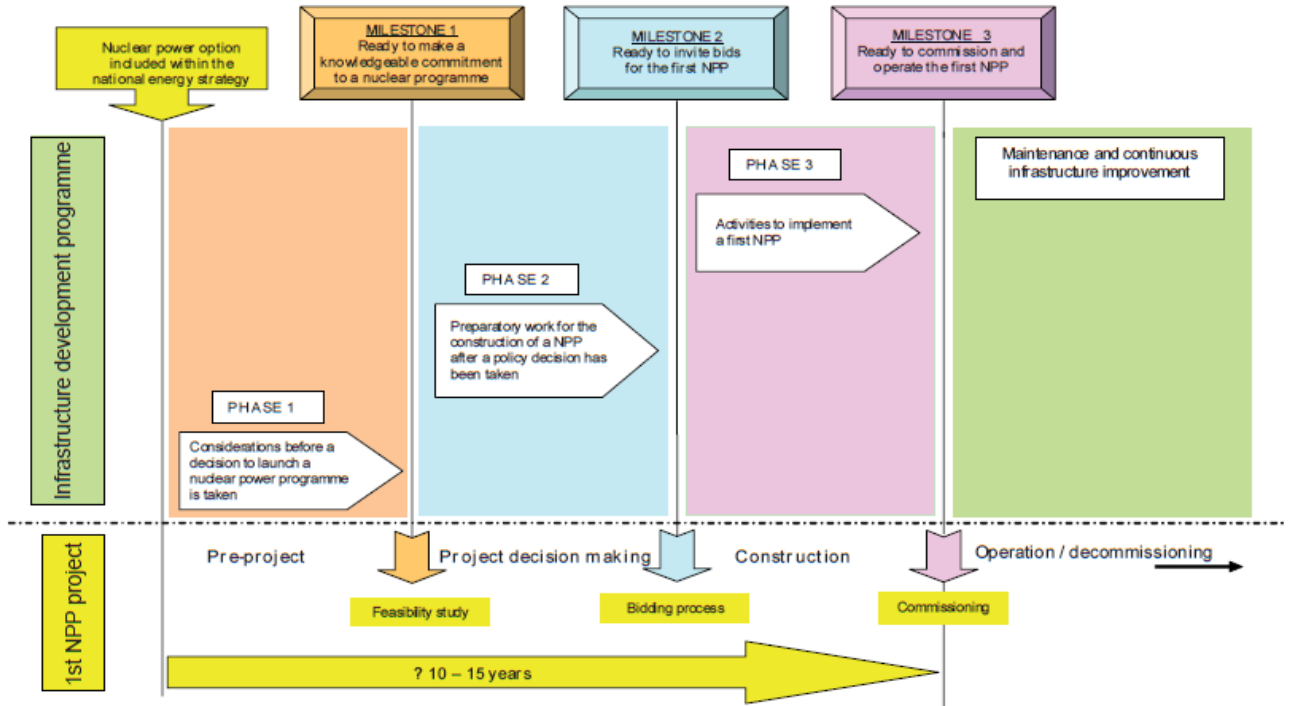 Nuclear power option
included within the
national energy strategy
MILESTONE 1
Ready to make a
knowledgeable commitment
to a nuclear programme
MILESTONE 2
Ready to invite bids
for the first NPP
MILESTONE 3
Ready to commission and
operate the first NPP
Infrastructure development programme
PHASE 1
Considerations before a
decision to launch a
nuclear power programme
is taken
PHASE 2
Preparatory work for the
construction of a NPP
after a policy decision has
been taken
PHASE 3
Activities to implement
a first NPP
Maintenance and continuous
infrastructure improvement
1st NPP project
Pre-project
Project decision making
Construction
Operation / decommissioning
Feasibility study
Bidding process
Commissioning
? 10 – 15 years